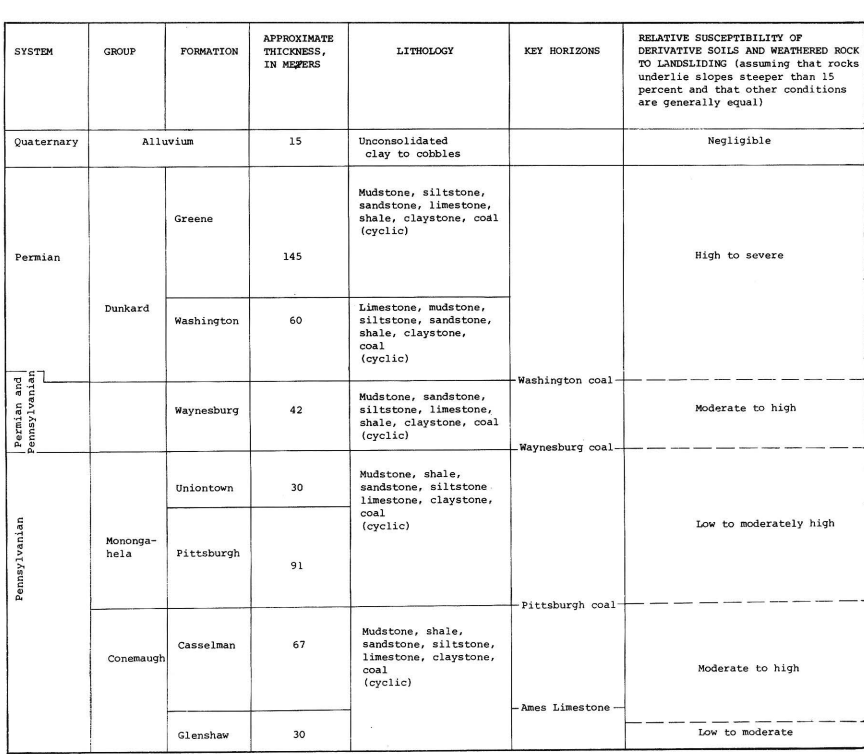 SYSTEM
GROUP
FORMATION
APPROXIMATE
THICKNESS,
IN METERS
LITHOLOGY
KEY HORIZONS
RELATIVE SUSCEPTIBILITY OF
DERIVATIVE SOILS AND WEATHERED ROCK
TO LANDSLIDING (assuming that rocks
underlie slopes steeper than 15
percent and that other conditions
are generally equal)
Quaternary
Alluvium
15
Unconsolidated
clay to cobbles
Negligible
Permian
Dunkard
Greene
145
Mudstone, siltstone,
sandstone, limestone,
shale, claystone, coal
(cyclic)
High to severe
Washington
60
Limestone, mudstone,
siltstone, sandstone,
shale, claystone,
coal
(cyclic)
Washington coal
Permian and
Pennsylvanian
Waynesburg
42
Mudstone, sandstone,
siltstone, limestone,
shale, claystone, coal
(cyclic)
Moderate to high
Waynesburg coal
Pennsylvanian
Mononga-
hela
Uniontown
30
Mudstone, shale,
sandstone, siltstone
limestone, claystone,
coal
(cyclic)
Low to moderately high
Pittsburgh
91
Pittsburgh coal
Conemaugh
Casselman
67
Mudstone, shale,
sandstone, siltstone,
limestone, claystone,
coal
(cyclic)
Moderate to high
Ames Limestone
Glenshaw
30
Low to moderate